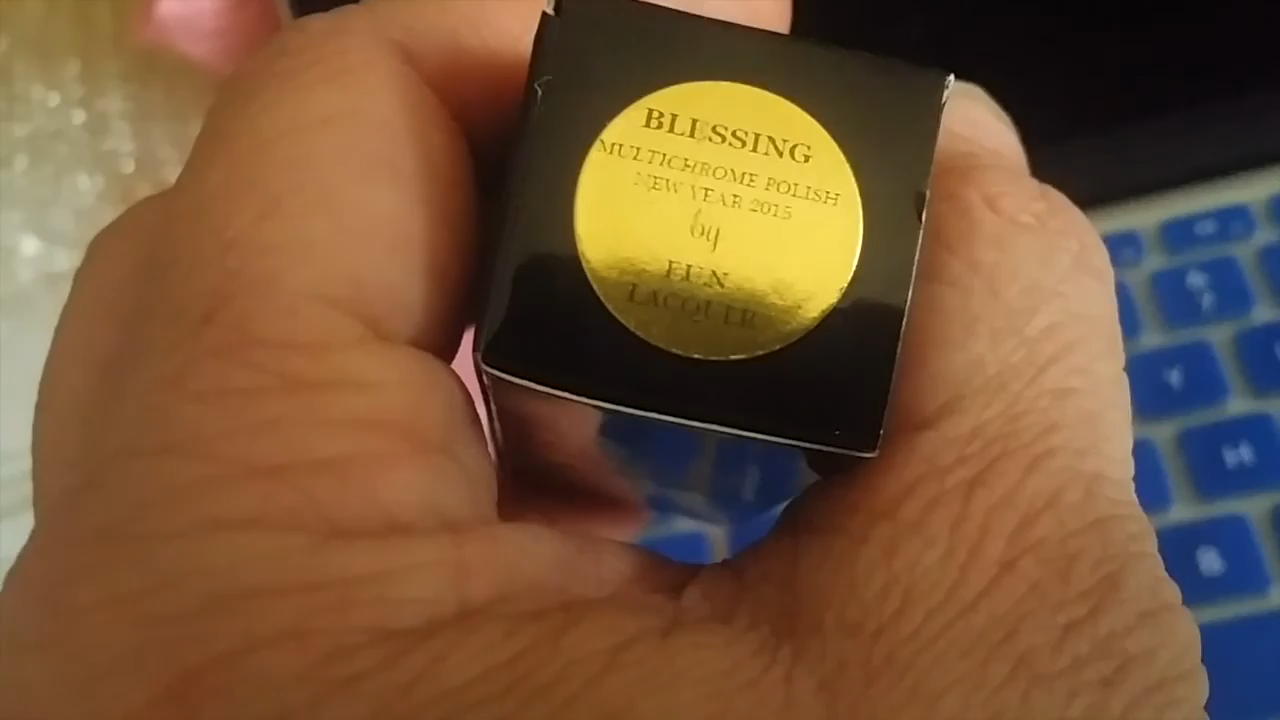 BLESSING
MULTICHROME POLISH
NEW YEAR 2015
by
FUN
LACQUER
Y
H
B